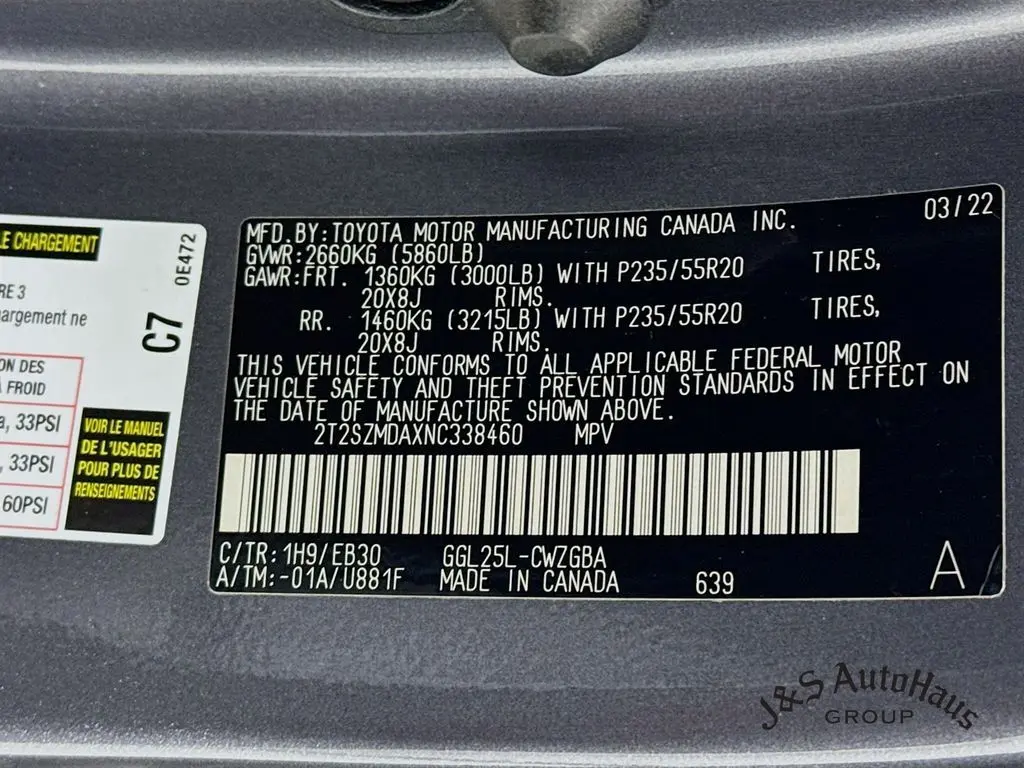 LE CHARGEMENT
RE 3
argement ne
ON DES
À FROID
a, 33PSI
, 33PSI
60PSI
C7
0E472
VOIR LE MANUEL
DE L'USAGER
POUR PLUS DE
RENSEIGNEMENTS
MFD.BY:TOYOTA MOTOR MANUFACTURING CANADA INC. 03/22
GVWR:2660KG (5860LB)
GAWR:FRT. 1360KG (3000LB) WITH P235/55R20 TIRES,
20X8J RIMS.
RR. 1460KG (3215LB) WITH P235/55R20 TIRES,
20X8J RIMS.
THIS VEHICLE CONFORMS TO ALL APPLICABLE FEDERAL MOTOR
VEHICLE SAFETY AND THEFT PREVENTION STANDARDS IN EFFECT ON
THE DATE OF MANUFACTURE SHOWN ABOVE.
2T2SZMDAXNC338460 MPV
C/TR:1H9/EB30 GGL25L-CWZGBA
A/TM:-01A/U881F MADE IN CANADA 639 A
J&S AutoHaus
GROUP